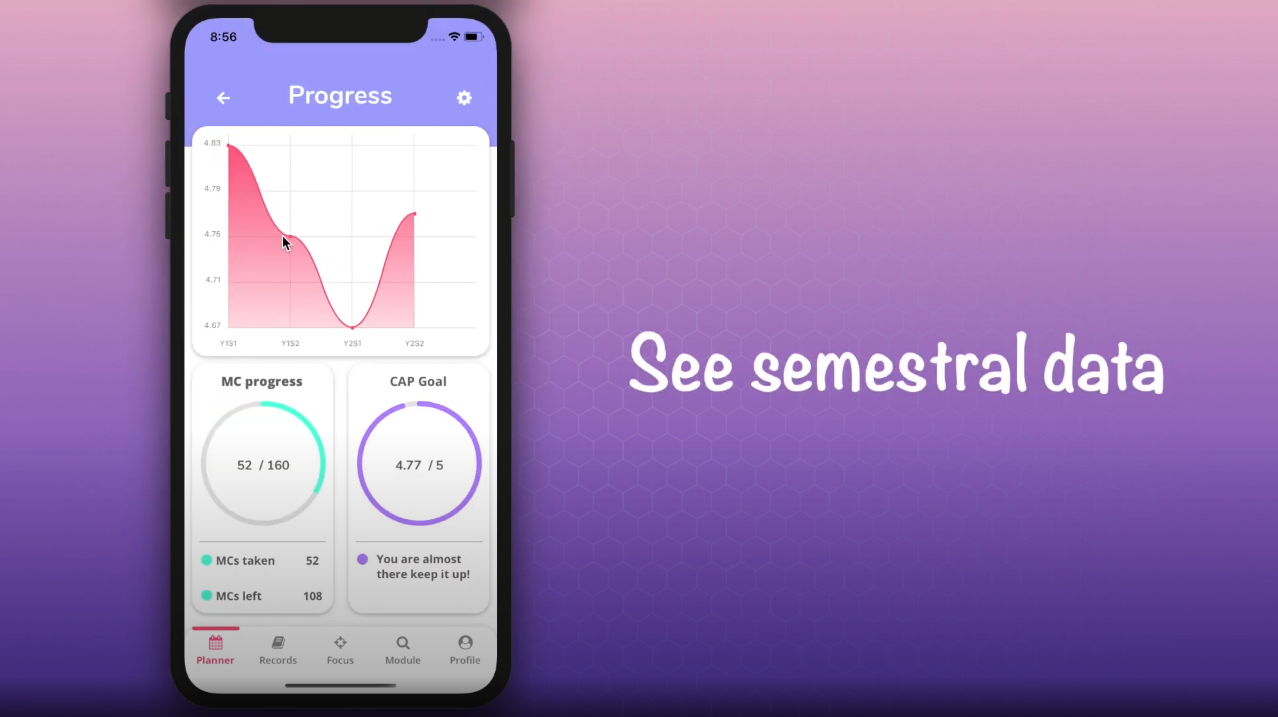 8:56
Progress
4.83
4.79
4.76
4.71
4.67
Y1S1 Y1S2 Y2S1 Y2S2
See semestral data
MC progress
52 / 160
MCs taken 52
MCs left 108
CAP Goal
4.77 / 5
You are almost
there keep it up!
Planner Records Focus Module Profile